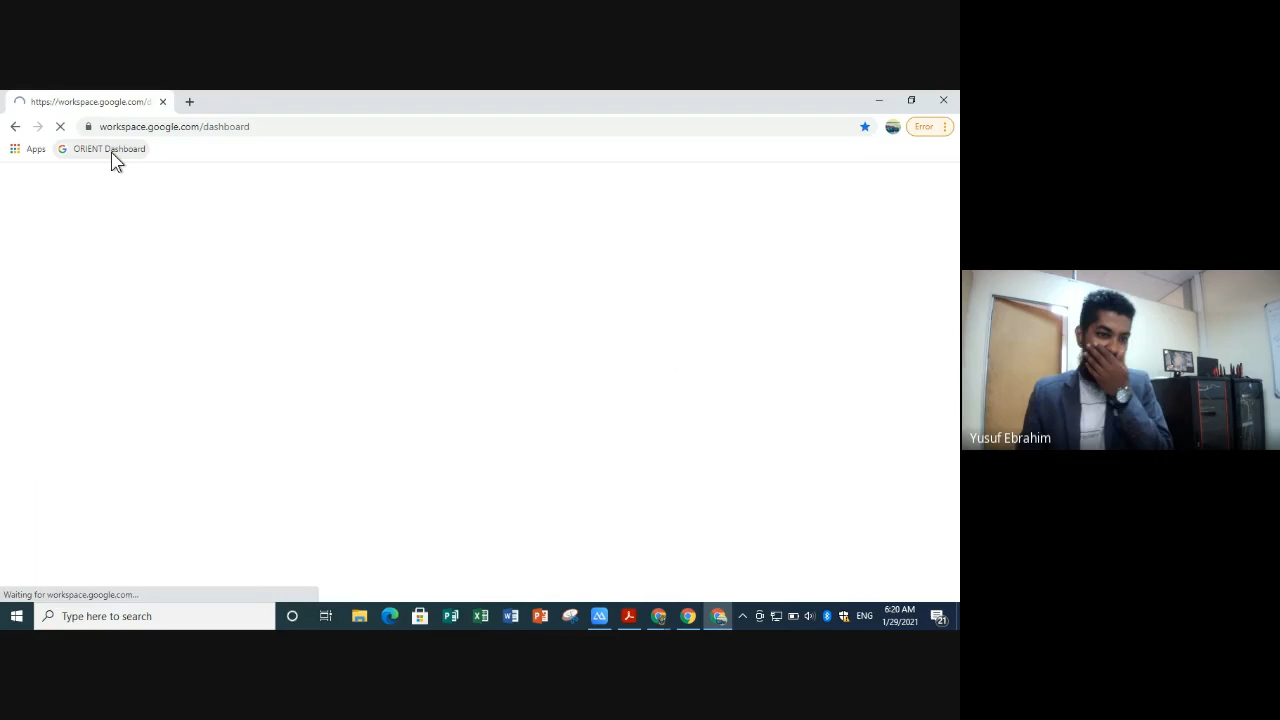 https://workspace.google.com/d
workspace.google.com/dashboard
Error
Apps
ORIENT Dashboard
Yusuf Ebrahim
Waiting for workspace.google.com...
Type here to search
ENG
6:20 AM
1/29/2021
21